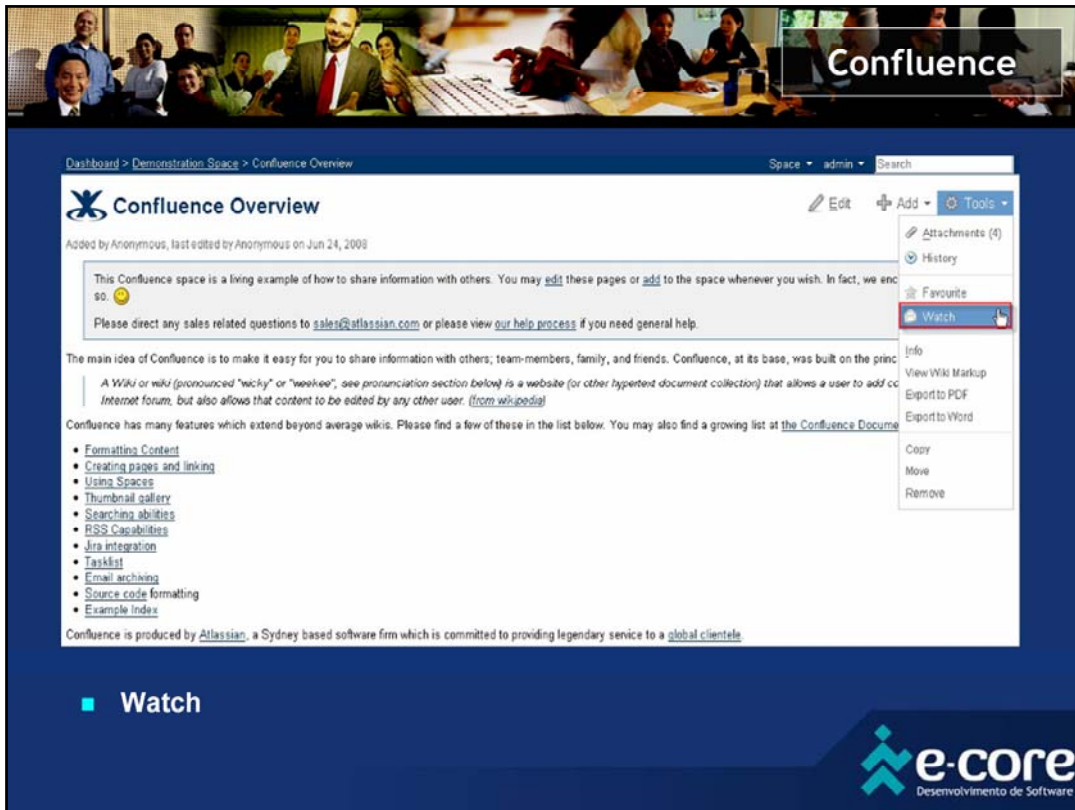 Confluence
Dashboard > Demonstration Space > Confluence Overview
Space admin Search
Confluence Overview
Edit Add Tools
Added by Anonymous, last edited by Anonymous on Jun 24, 2008
Attachments (4)
History
Favourite
Watch
Info
View Wiki Markup
Export to PDF
Export to Word
Copy
Move
Remove
This Confluence space is a living example of how to share information with others. You may edit these pages or add to the space whenever you wish. In fact, we enc
so.
Please direct any sales related questions to sales@atlassian.com or please view our help process if you need general help.
The main idea of Confluence is to make it easy for you to share information with others; team-members, family, and friends. Confluence, at its base, was built on the princ
A Wiki or wiki (pronounced "wicky" or "weekee", see pronunciation section below) is a website (or other hypertext document collection) that allows a user to add co
Internet forum, but also allows that content to be edited by any other user. (from wikipedia)
Confluence has many features which extend beyond average wikis. Please find a few of these in the list below. You may also find a growing list at the Confluence Docume
• Formatting Content
• Creating pages and linking
• Using Spaces
• Thumbnail gallery
• Searching abilities
• RSS Capabilities
• Jira integration
• Tasklist
• Email archiving
• Source code formatting
• Example Index
Confluence is produced by Atlassian, a Sydney based software firm which is committed to providing legendary service to a global clientele.
Watch
e-core
Desenvolvimento de Software